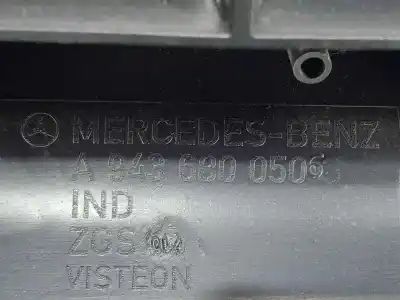 MERCEDES-BENZ
A 943 680 0506
IND
ZGS
VISTEON